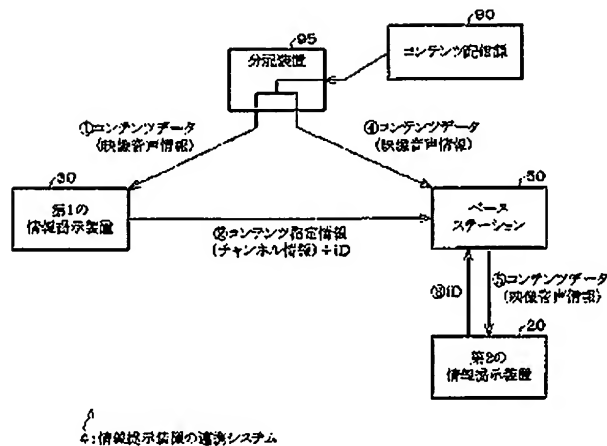 95
90
分配装置
コンテンツ配信源
①コンテンツデータ
(映像音声情報)
④コンテンツデータ
(映像音声情報)
30
50
第1の
情報提示装置
ベース
ステーション
②コンテンツ指定情報
(チャンネル情報)+iD
③iD
⑤コンテンツデータ
(映像音声情報)
20
第2の
情報提示装置
4:情報提示装置の連携システム